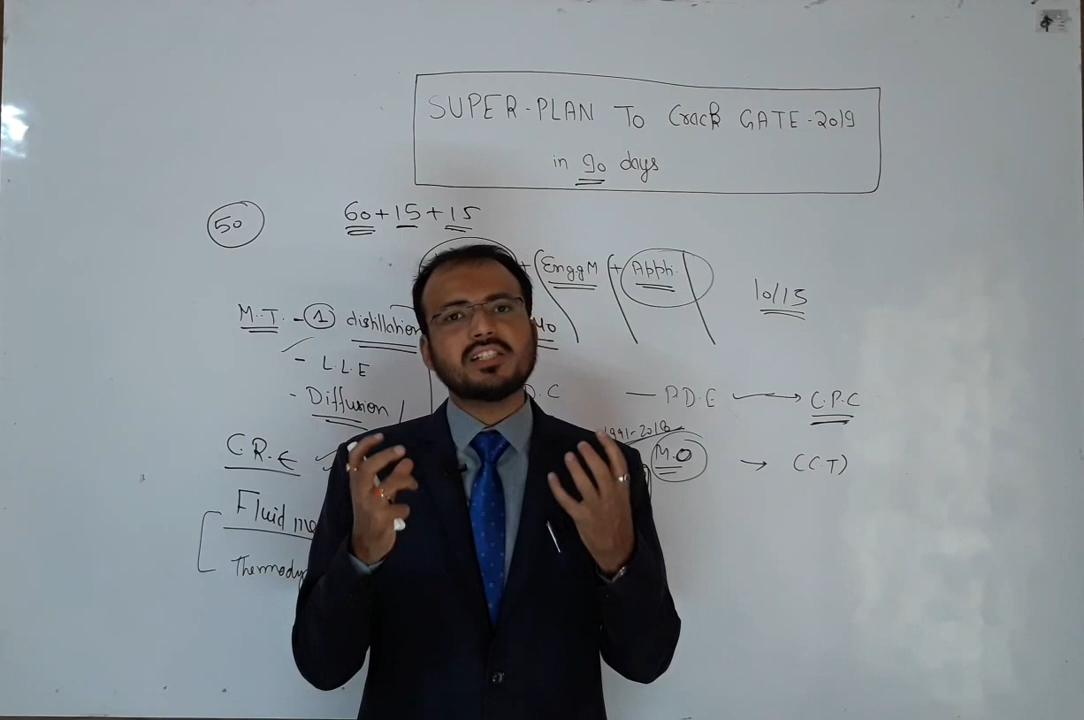 SUPER-PLAN To Crack GATE-2019
in 90 days
50
60+15+15
+ EnggM + Apph.
10/15
M.T. - 1 distillation
- L.L.E
- Diffusion
— P.D.E → C.P.C
C.R.E
1991-2018
M.O → (C T)
Fluid